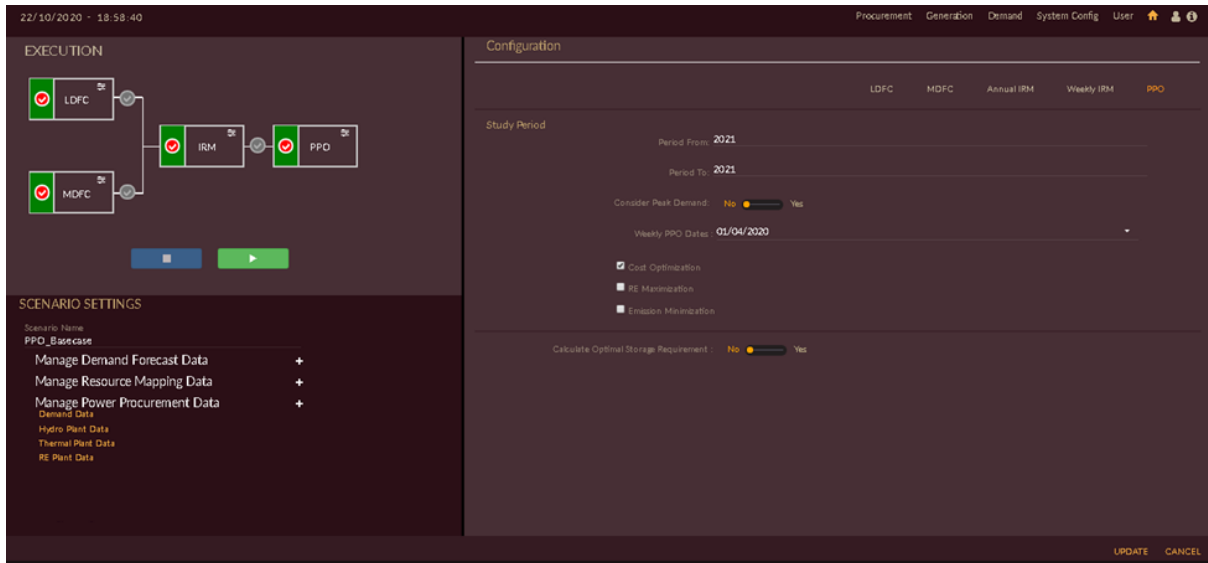 22/10/2020 - 18:58:40
Procurement Generation Demand System Config User
EXECUTION
LDFC
IRM
PPO
MDFC
SCENARIO SETTINGS
Scenario Name
PPO_Basecase
Manage Demand Forecast Data +
Manage Resource Mapping Data +
Manage Power Procurement Data +
Demand Data
Hydro Plant Data
Thermal Plant Data
RE Plant Data
Configuration
LDFC MDFC Annual IRM Weekly IRM PPO
Study Period
Period From: 2021
Period To: 2021
Consider Peak Demand: No Yes
Weekly PPO Dates : 01/04/2020
Cost Optimization
RE Maximization
Emission Minimization
Calculate Optimal Storage Requirement : No Yes
UPDATE CANCEL